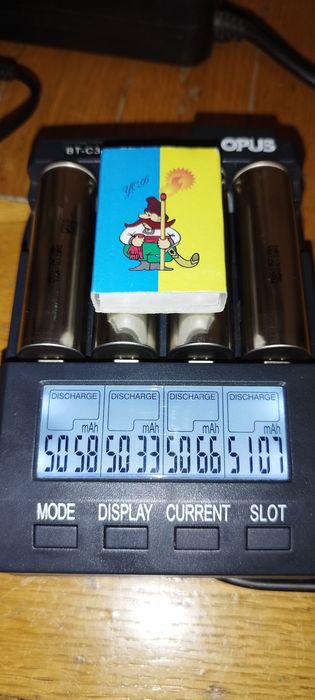 BT-C3
OPUS
УСБ
DISCHARGE DISCHARGE DISCHARGE DISCHARGE
mAh mAh mAh mAh
5058 5033 5066 5107
MODE DISPLAY CURRENT SLOT